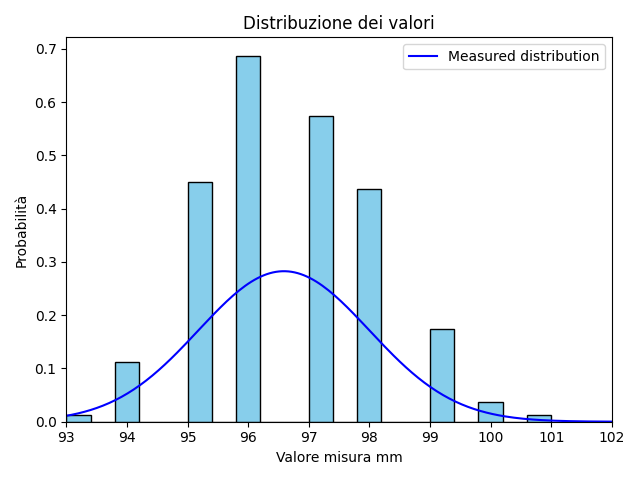 Distribuzione dei valori
Measured distribution
Probabilità
0.7
0.6
0.5
0.4
0.3
0.2
0.1
0.0
93 94 95 96 97 98 99 100 101 102
Valore misura mm